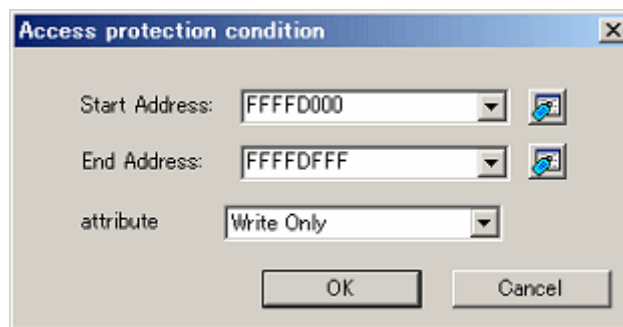 Access protection condition
Start Address: FFFFD000
End Address: FFFFDFFF
attribute Write Only
OK Cancel